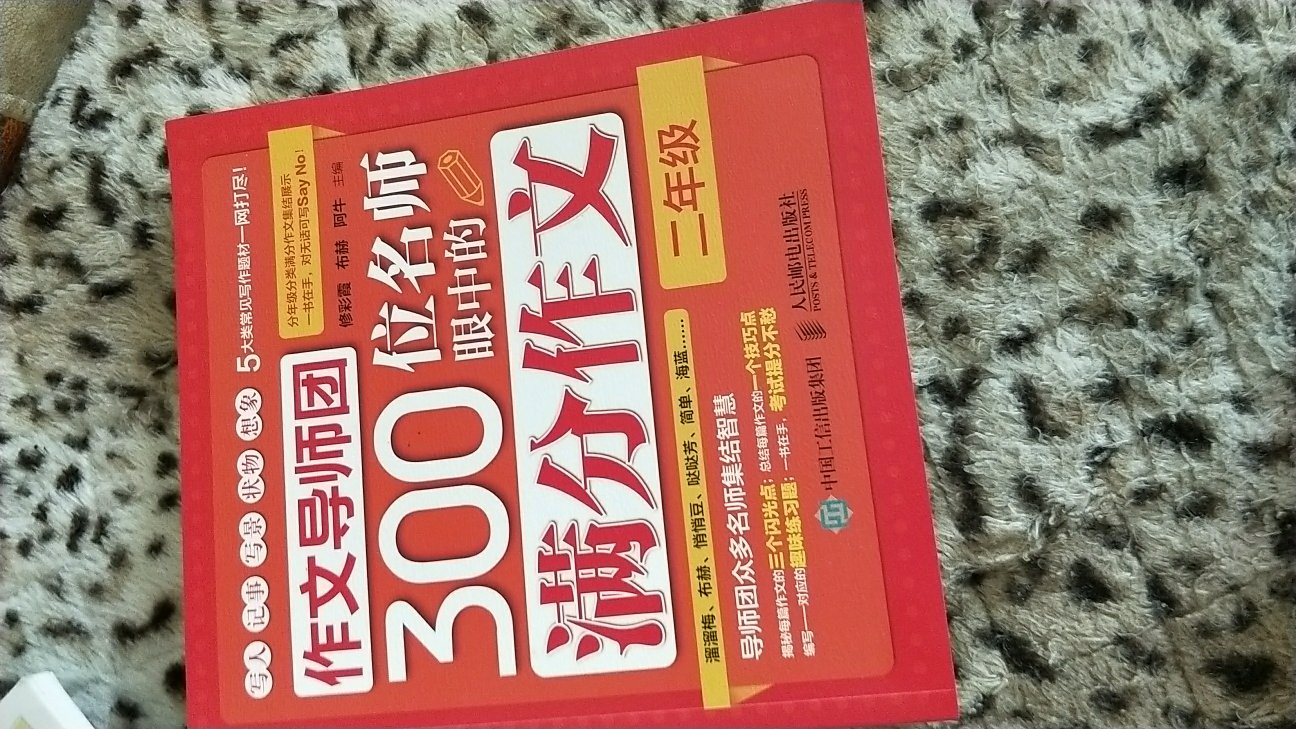 写人 记事 写景 状物 想象 5大类常见写作题材一网打尽!
作文导师团
分年级分类满分作文集结展示
一书在手，对无话可写Say No!
修彩霞 布赫 阿牛 主编
300位名师
眼中的
满分作文
二年级
溜溜梅、布赫、悄悄豆、哒哒芳、简单、海蓝……
导师团众多名师集结智慧
揭秘每篇作文的三个闪光点；总结每篇作文的一个技巧点
编写一一对应的趣味练习题；一书在手，考试提分不愁
中国工信出版集团 人民邮电出版社
POSTS & TELECOM PRESS